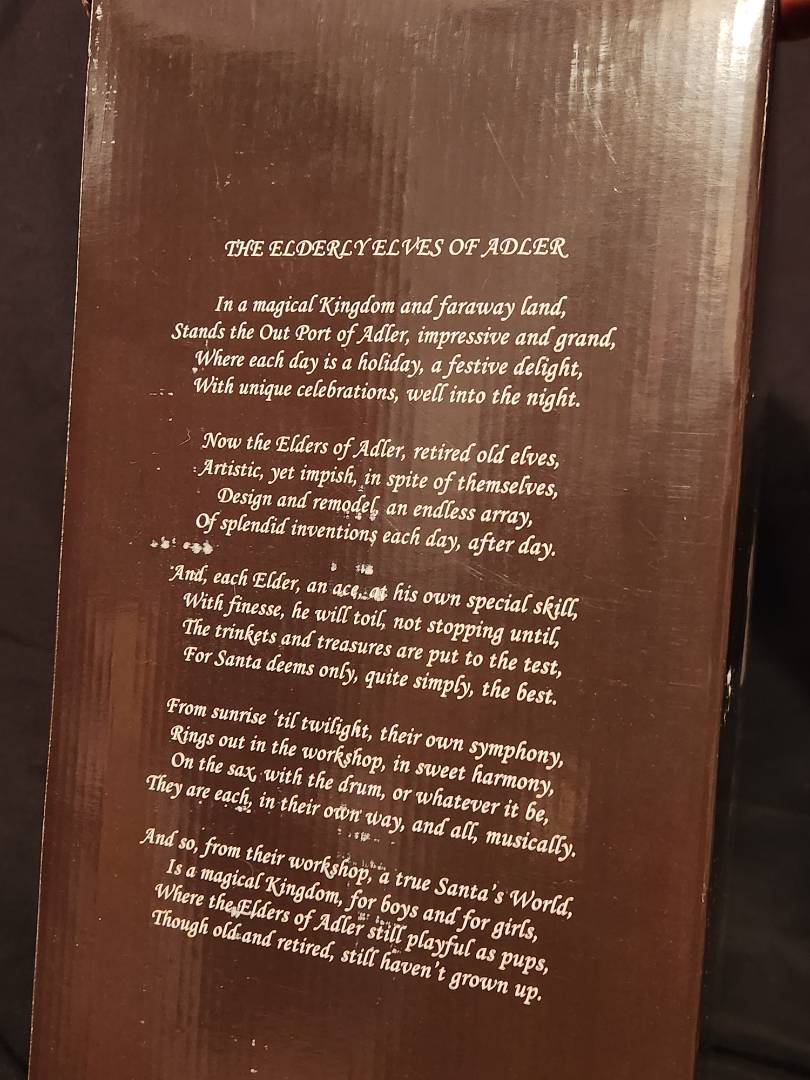 THE ELDERLY ELVES OF ADLER
In a magical Kingdom and faraway land,
Stands the Out Port of Adler, impressive and grand,
Where each day is a holiday, a festive delight,
With unique celebrations, well into the night.
Now the Elders of Adler, retired old elves,
Artistic, yet impish, in spite of themselves,
Design and remodel, an endless array,
Of splendid inventions each day, after day.
And, each Elder, an ace, at his own special skill,
With finesse, he will toil, not stopping until,
The trinkets and treasures are put to the test,
For Santa deems only, quite simply, the best.
From sunrise ‘til twilight, their own symphony,
Rings out in the workshop, in sweet harmony,
On the sax, with the drum, or whatever it be,
They are each, in their own way, and all, musically.
And so, from their workshop, a true Santa’s World,
Is a magical Kingdom, for boys and for girls,
Where the Elders of Adler still playful as pups,
Though old and retired, still haven’t grown up.